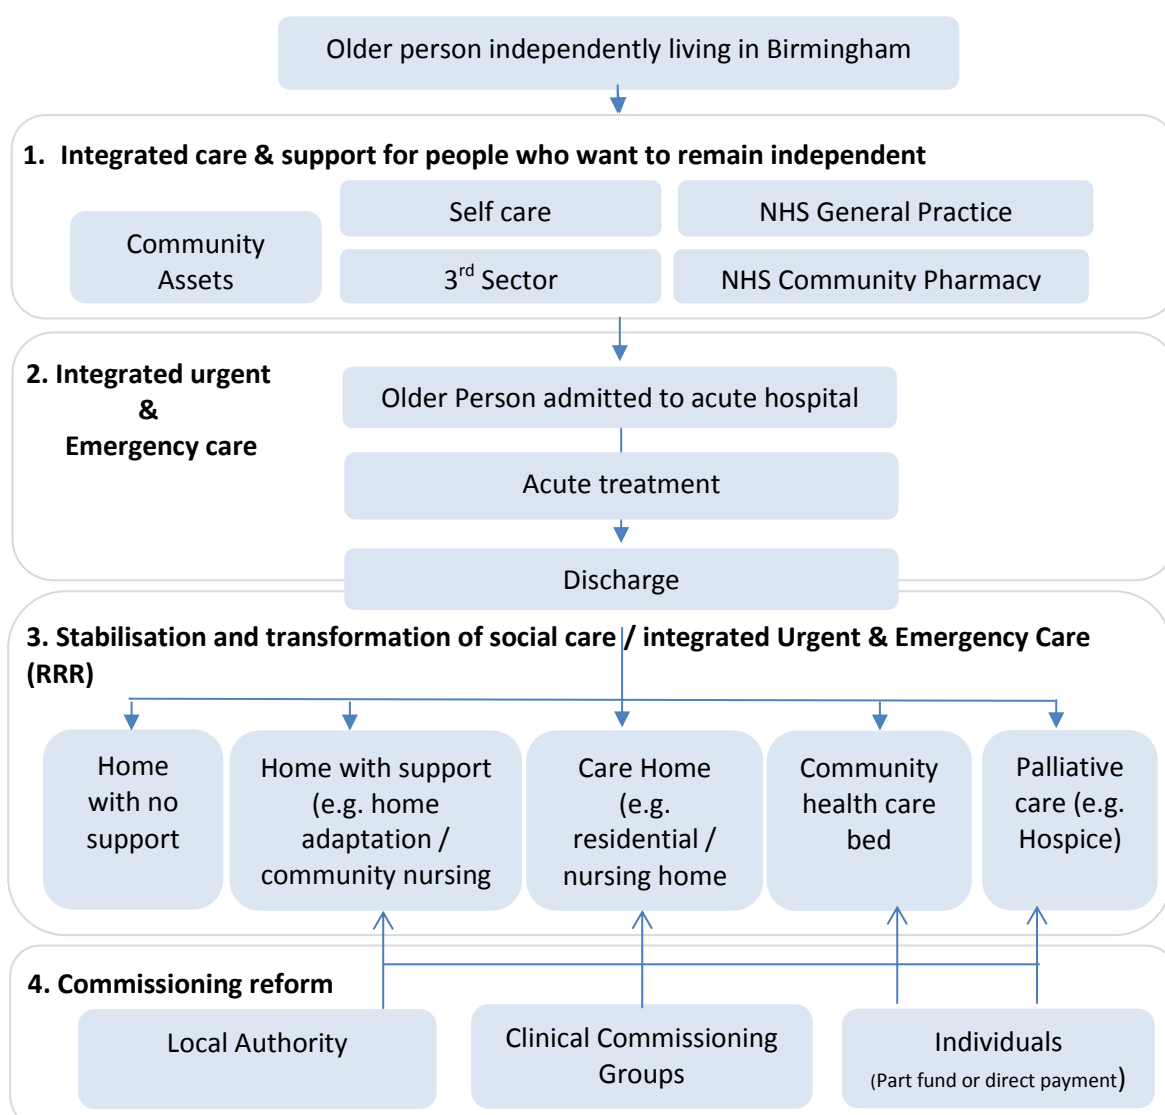 Older person independently living in Birmingham
1. Integrated care & support for people who want to remain independent
Community
Assets
Self care
NHS General Practice
3rd Sector
NHS Community Pharmacy
2. Integrated urgent
&
Emergency care
Older Person admitted to acute hospital
Acute treatment
Discharge
3. Stabilisation and transformation of social care / integrated Urgent & Emergency Care
(RRR)
Home
with no
support
Home with support
(e.g. home
adaptation /
community nursing
Care Home
(e.g.
residential /
nursing home
Community
health care
bed
Palliative
care (e.g.
Hospice)
4. Commissioning reform
Local Authority
Clinical Commissioning
Groups
Individuals
(Part fund or direct payment)